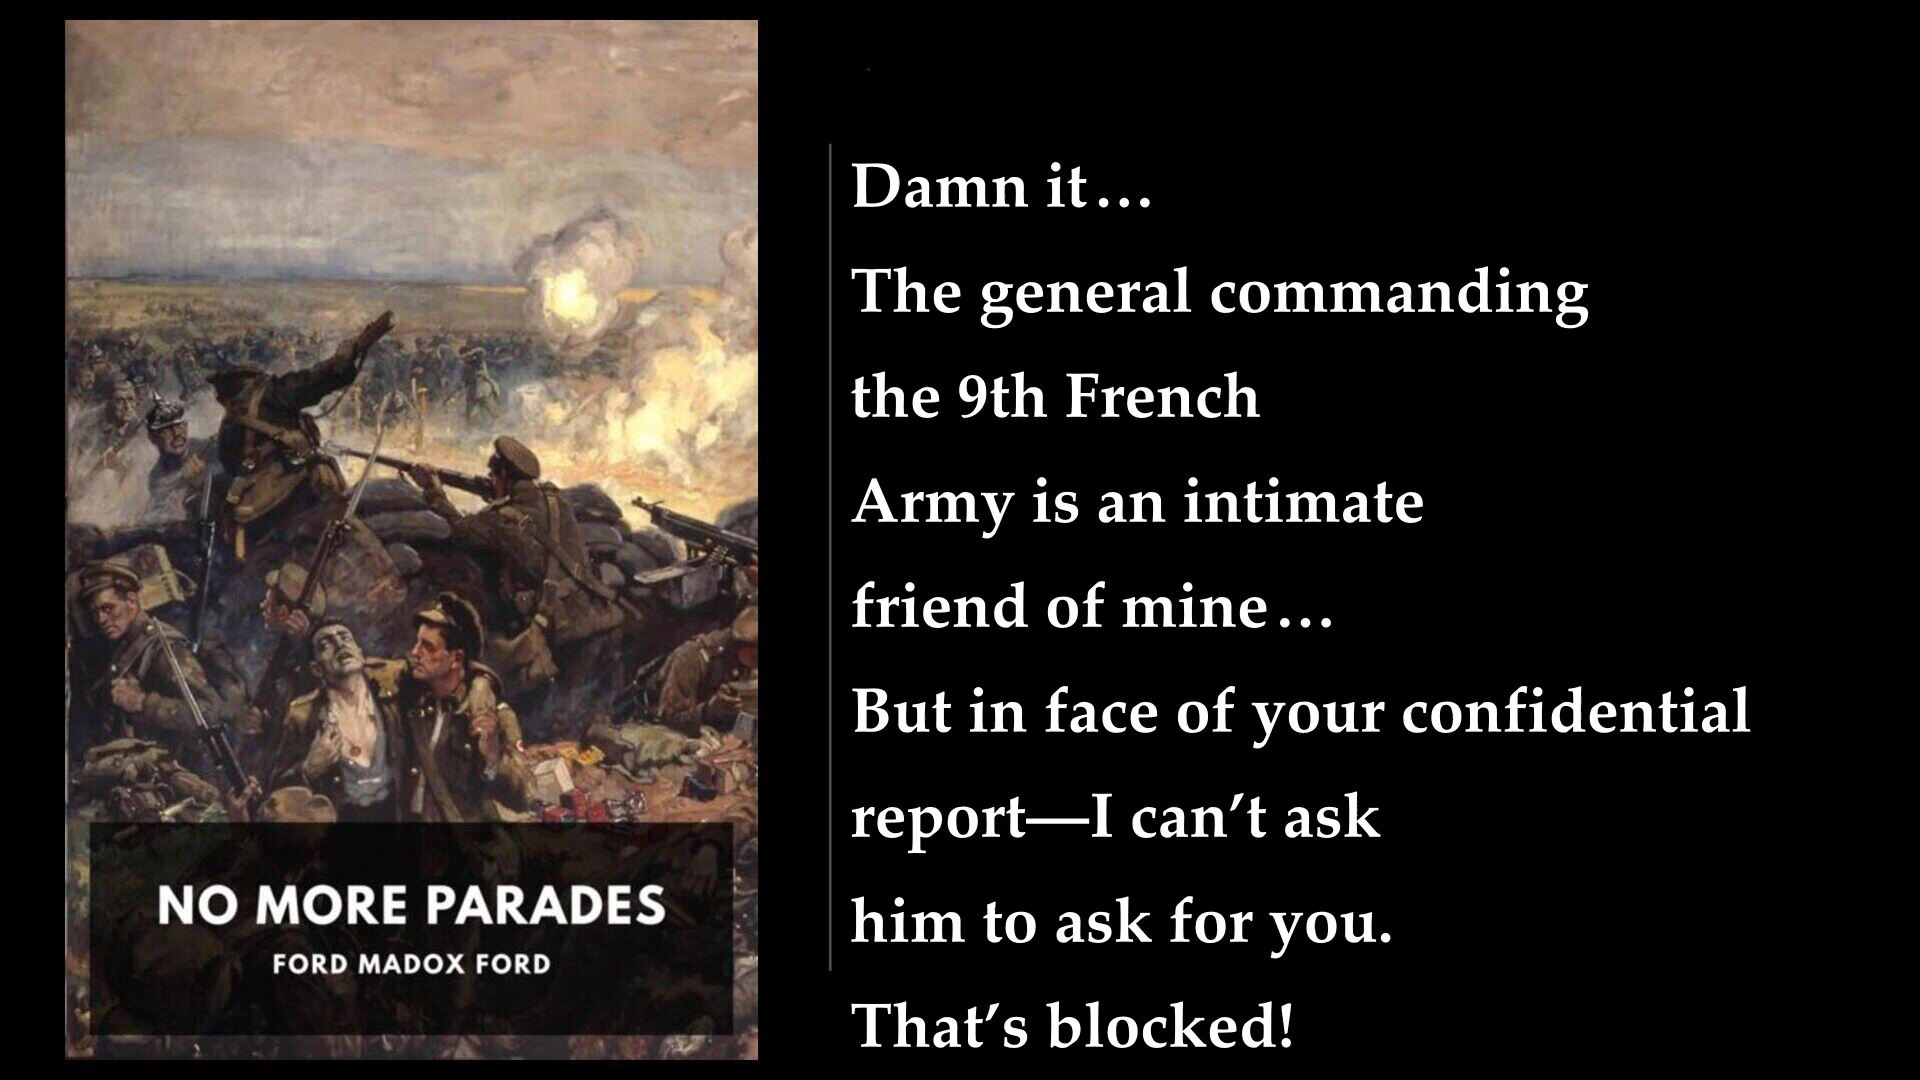 NO MORE PARADES
FORD MADOX FORD
Damn it…
The general commanding
the 9th French
Army is an intimate
friend of mine…
But in face of your confidential
report—I can’t ask
him to ask for you.
That’s blocked!